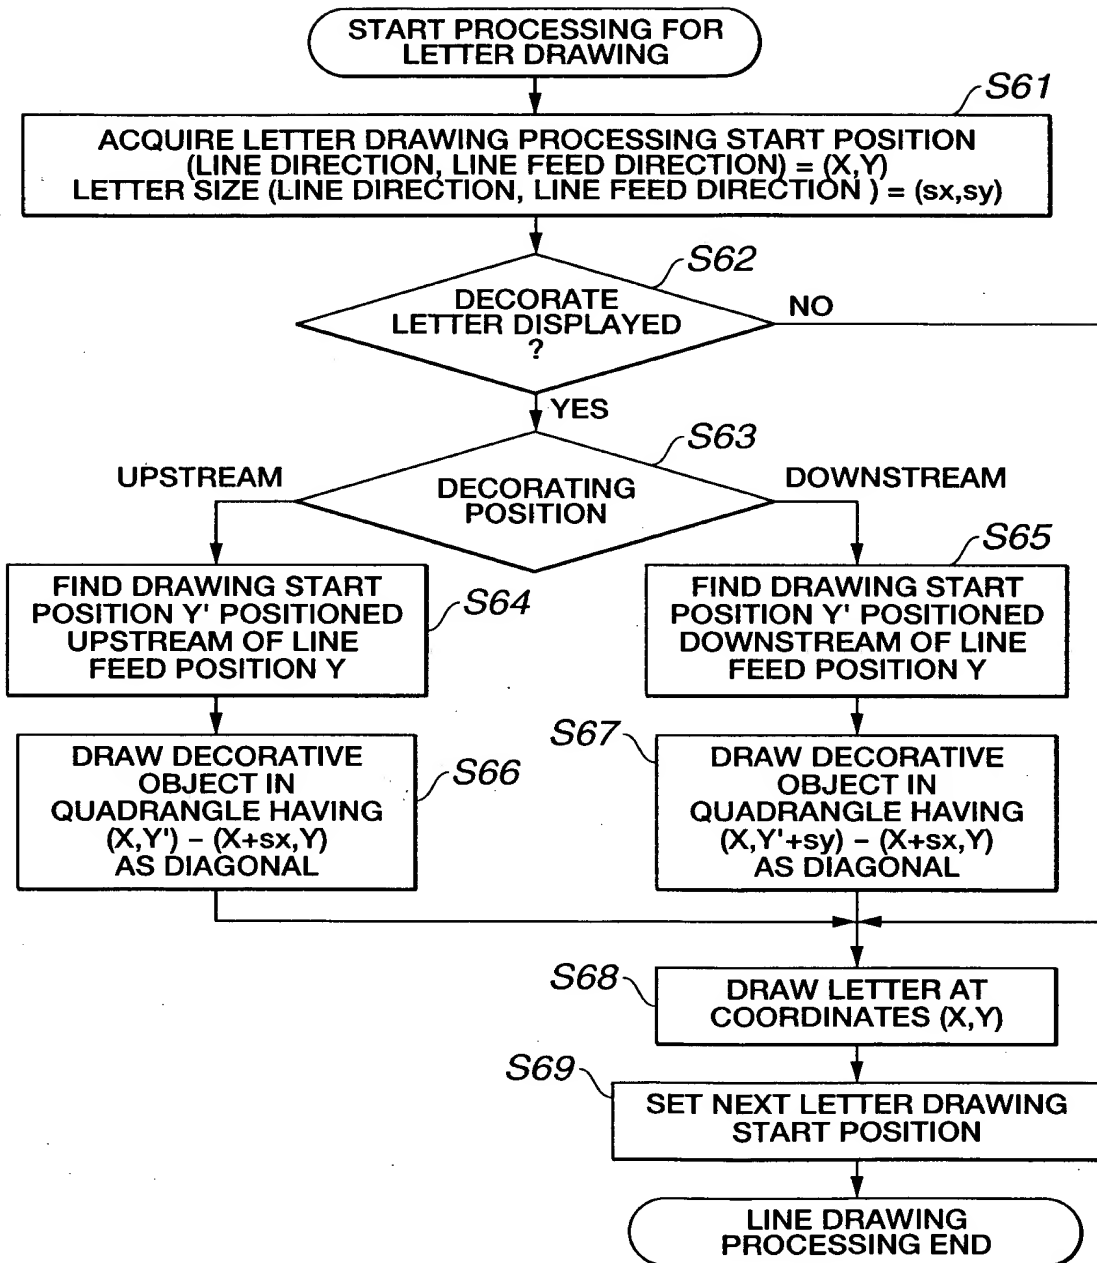 START PROCESSING FOR
LETTER DRAWING
S61
ACQUIRE LETTER DRAWING PROCESSING START POSITION
(LINE DIRECTION, LINE FEED DIRECTION) = (X,Y)
LETTER SIZE (LINE DIRECTION, LINE FEED DIRECTION ) = (sx,sy)
S62
DECORATE
LETTER DISPLAYED
?
NO
YES
S63
UPSTREAM
DECORATING
POSITION
DOWNSTREAM
S64
FIND DRAWING START
POSITION Y' POSITIONED
UPSTREAM OF LINE
FEED POSITION Y
S65
FIND DRAWING START
POSITION Y' POSITIONED
DOWNSTREAM OF LINE
FEED POSITION Y
S66
DRAW DECORATIVE
OBJECT IN
QUADRANGLE HAVING
(X,Y') – (X+sx,Y)
AS DIAGONAL
S67
DRAW DECORATIVE
OBJECT IN
QUADRANGLE HAVING
(X,Y'+sy) – (X+sx,Y)
AS DIAGONAL
S68
DRAW LETTER AT
COORDINATES (X,Y)
S69
SET NEXT LETTER DRAWING
START POSITION
LINE DRAWING
PROCESSING END